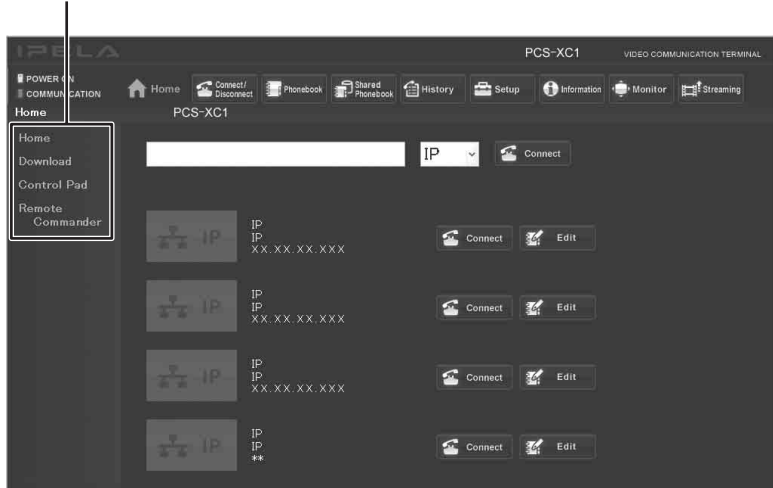 IPELA
PCS-XC1 VIDEO COMMUNICATION TERMINAL
POWER ON
COMMUNICATION
Home
Connect/
Disconnect
Phonebook
Shared
Phonebook
History
Setup
Information
Monitor
Streaming
Home PCS-XC1
Home
Download
Control Pad
Remote
Commander
IP Connect
IP
IP
IP
XX.XX.XX.XXX
Connect Edit
IP
IP
IP
XX.XX.XX.XXX
Connect Edit
IP
IP
IP
XX.XX.XX.XXX
Connect Edit
IP
IP
IP
**
Connect Edit